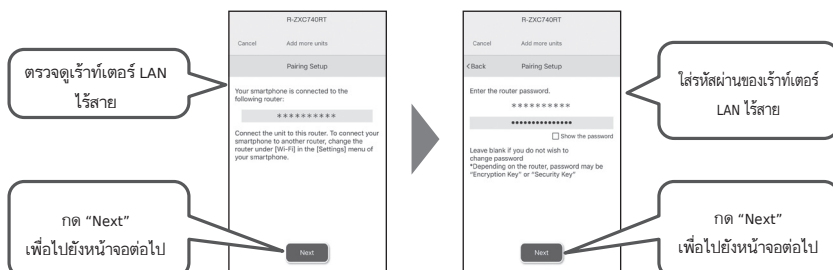 ตรวจดูเร้าท์เตอร์ LAN
ไร้สาย
กด “Next”
เพื่อไปยังหน้าจอต่อไป
R-ZXC740RT
Cancel Add more units
Pairing Setup
Your smartphone is connected to the
following router:
**********
Connect the unit to this router. To connect your
smartphone to another router, change the
router under [Wi-Fi] in the [Settings] menu of
your smartphone.
Next
R-ZXC740RT
Cancel Add more units
<Back Pairing Setup
Enter the router password.
**********
•••••••••••••••
Show the password
Leave blank if you do not wish to
change password
*Depending on the router, password may be
“Encryption Key” or “Security Key”
Next
ใส่รหัสผ่านของเร้าท์เตอร์
LAN ไร้สาย
กด “Next”
เพื่อไปยังหน้าจอต่อไป